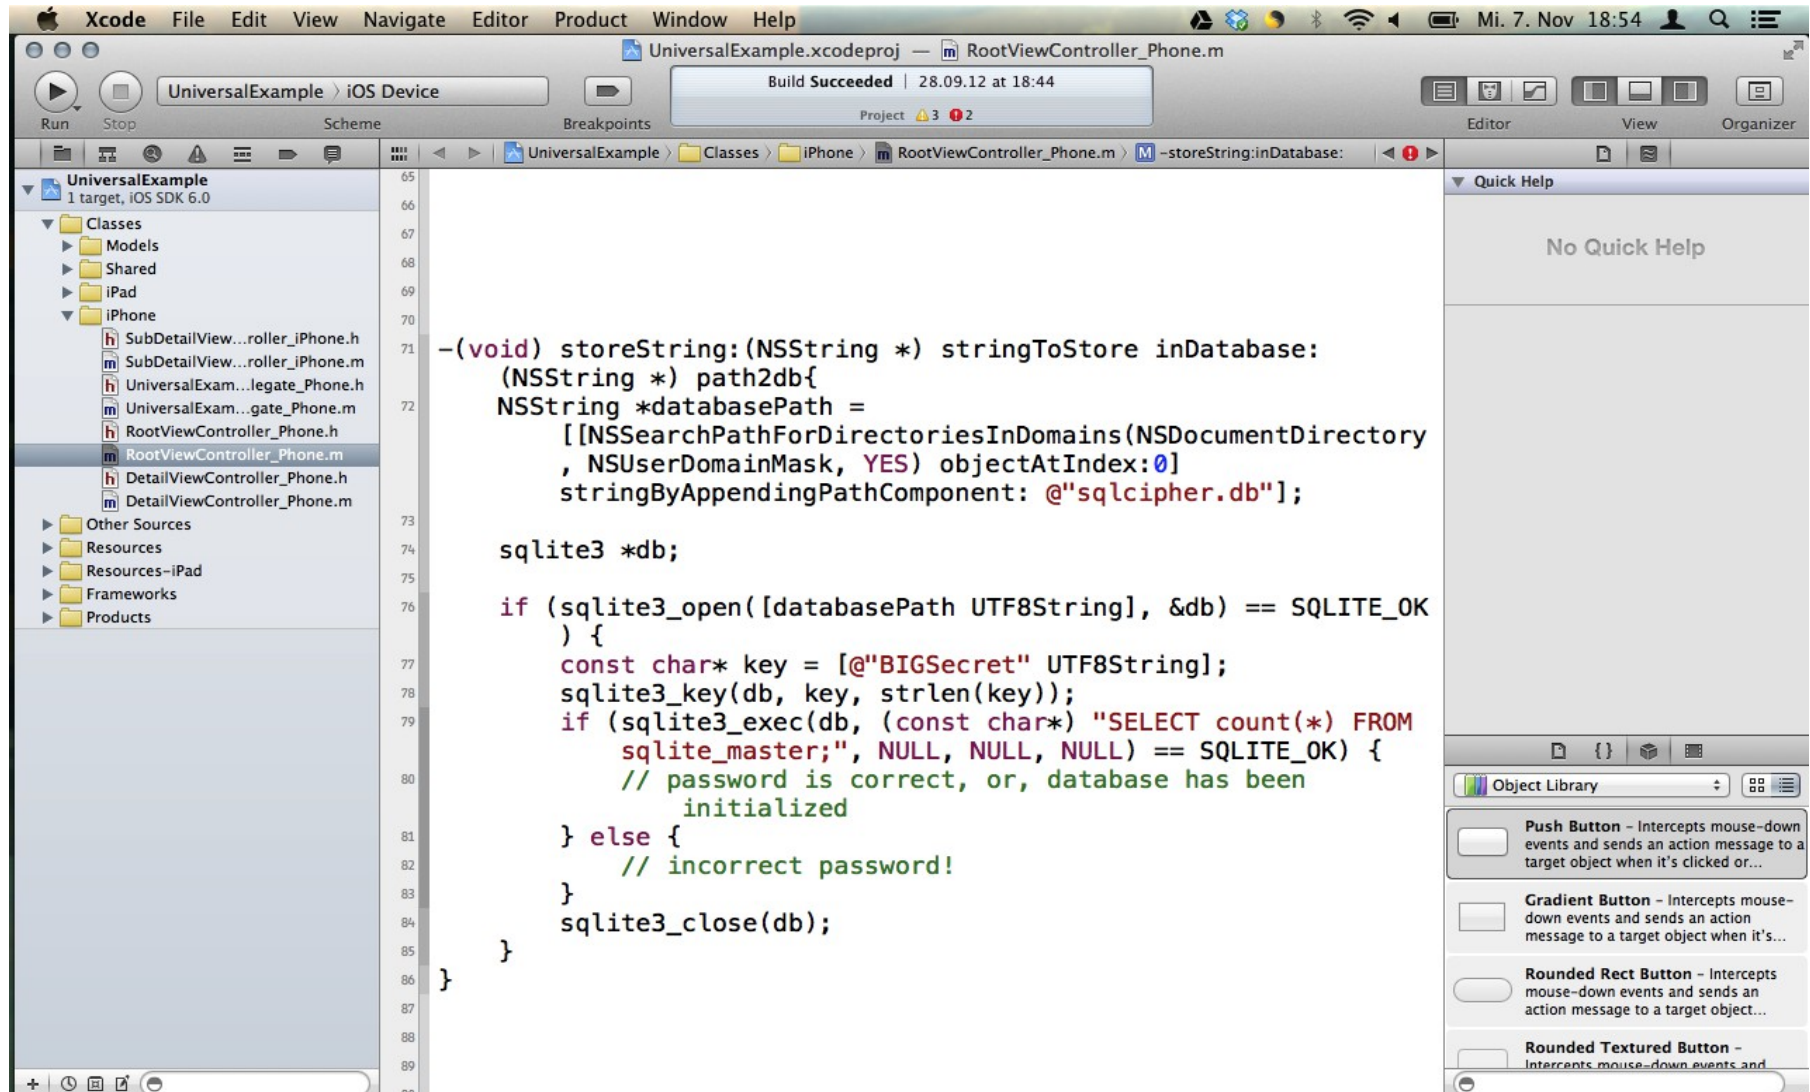 Xcode File Edit View Navigate Editor Product Window Help Mi. 7. Nov 18:54
UniversalExample.xcodeproj — RootViewController_Phone.m
UniversalExample iOS Device
Build Succeeded | 28.09.12 at 18:44
Project 3 2
Run Stop Scheme Breakpoints Editor View Organizer
UniversalExample Classes iPhone RootViewController_Phone.m M -storeString:inDatabase:
UniversalExample
1 target, iOS SDK 6.0
Classes
Models
Shared
iPad
iPhone
h SubDetailView...roller_iPhone.h
m SubDetailView...roller_iPhone.m
h UniversalExam...legate_Phone.h
m UniversalExam...gate_Phone.m
h RootViewController_Phone.h
m RootViewController_Phone.m
h DetailViewController_Phone.h
m DetailViewController_Phone.m
Other Sources
Resources
Resources-iPad
Frameworks
Products
65
66
67
68
69
70
71 -(void) storeString:(NSString *) stringToStore inDatabase:
(NSString *) path2db{
72 NSString *databasePath =
[[NSSearchPathForDirectoriesInDomains(NSDocumentDirectory
, NSUserDomainMask, YES) objectAtIndex:0]
stringByAppendingPathComponent: @"sqlcipher.db"];
73
74 sqlite3 *db;
75
76 if (sqlite3_open([databasePath UTF8String], &db) == SQLITE_OK
) {
77 const char* key = [@"BIGSecret" UTF8String];
78 sqlite3_key(db, key, strlen(key));
79 if (sqlite3_exec(db, (const char*) "SELECT count(*) FROM
sqlite_master;", NULL, NULL, NULL) == SQLITE_OK) {
80 // password is correct, or, database has been
initialized
81 } else {
82 // incorrect password!
83 }
84 sqlite3_close(db);
85 }
86 }
87
88
89
Quick Help
No Quick Help
{}
Object Library
Push Button – Intercepts mouse-down
events and sends an action message to a
target object when it's clicked or...
Gradient Button – Intercepts mouse-
down events and sends an action
message to a target object when it's...
Rounded Rect Button – Intercepts
mouse-down events and sends an
action message to a target object...
Rounded Textured Button –
Intercepts mouse-down events and